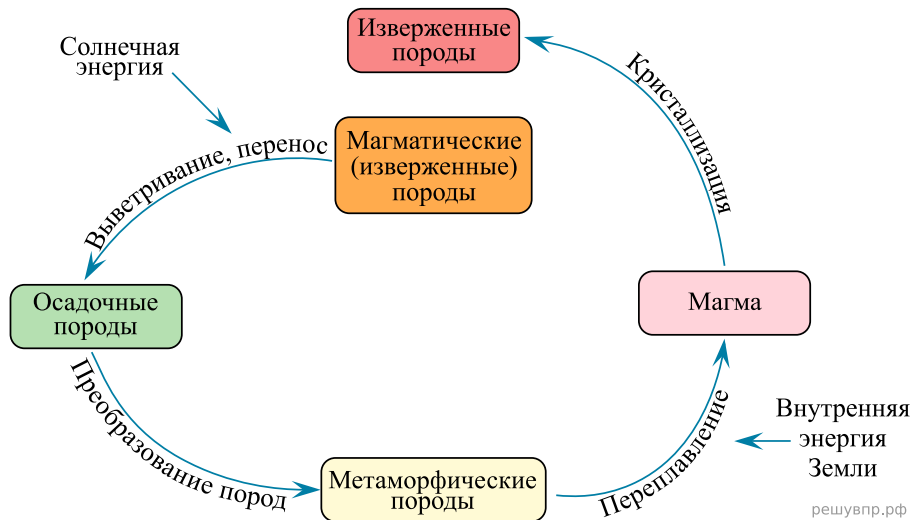 Изверженные
породы
Солнечная
энергия
Кристаллизация
Магматические
(изверженные)
породы
Выветривание, перенос
Осадочные
породы
Магма
Преобразование пород
Переплавление
Внутренняя
энергия
Земли
Метаморфические
породы
решувпр.рф